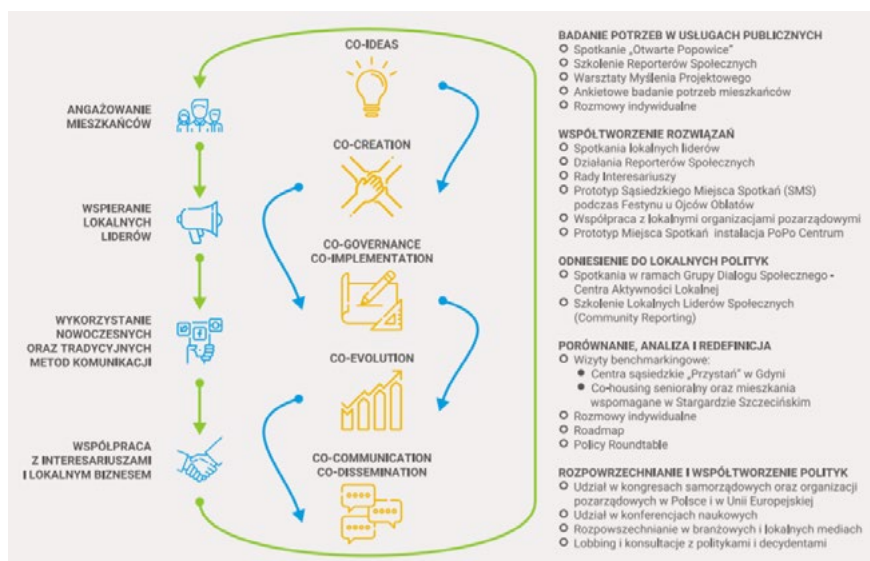 ANGAŻOWANIE
MIESZKAŃCÓW
WSPIERANIE
LOKALNYCH
LIDERÓW
WYKORZYSTANIE
NOWOCZESNYCH
ORAZ TRADYCYJNYCH
METOD KOMUNIKACJI
WSPÓŁPRACA
Z INTERESARIUSZAMI
I LOKALNYM BIZNESEM
CO-IDEAS
CO-CREATION
CO-GOVERNANCE
CO-IMPLEMENTATION
CO-EVOLUTION
CO-COMMUNICATION
CO-DISSEMINATION
BADANIE POTRZEB W USŁUGACH PUBLICZNYCH
Spotkanie „Otwarte Popowice”
Szkolenie Reporterów Społecznych
Warsztaty Myślenia Projektowego
Ankietowe badanie potrzeb mieszkańców
Rozmowy indywidualne
WSPÓŁTWORZENIE ROZWIĄZAŃ
Spotkania lokalnych liderów
Działania Reporterów Społecznych
Rady Interesariuszy
Prototyp Sąsiedzkiego Miejsca Spotkań (SMS)
podczas Festynu u Ojców Oblatów
Współpraca z lokalnymi organizacjami pozarządowymi
Prototyp Miejsca Spotkań instalacja PoPo Centrum
ODNIESIENIE DO LOKALNYCH POLITYK
Spotkania w ramach Grupy Dialogu Społecznego -
Centra Aktywności Lokalnej
Szkolenie Lokalnych Liderów Społecznych
(Community Reporting)
PORÓWNANIE, ANALIZA I REDEFINICJA
Wizyty benchmarkingowe:
Centra sąsiedzkie „Przystań” w Gdyni
Co-housing senioralny oraz mieszkania
wspomagane w Stargardzie Szczecińskim
Rozmowy indywidualne
Roadmap
Policy Roundtable
ROZPOWRZECHNIANIE I WSPÓŁTWORZENIE POLITYK
Udział w kongresach samorządowych oraz organizacji
pozarządowych w Polsce i w Unii Europejskiej
Udział w konferencjach naukowych
Rozpowszechnianie w branżowych i lokalnych mediach
Lobbing i konsultacje z politykami i decydentami